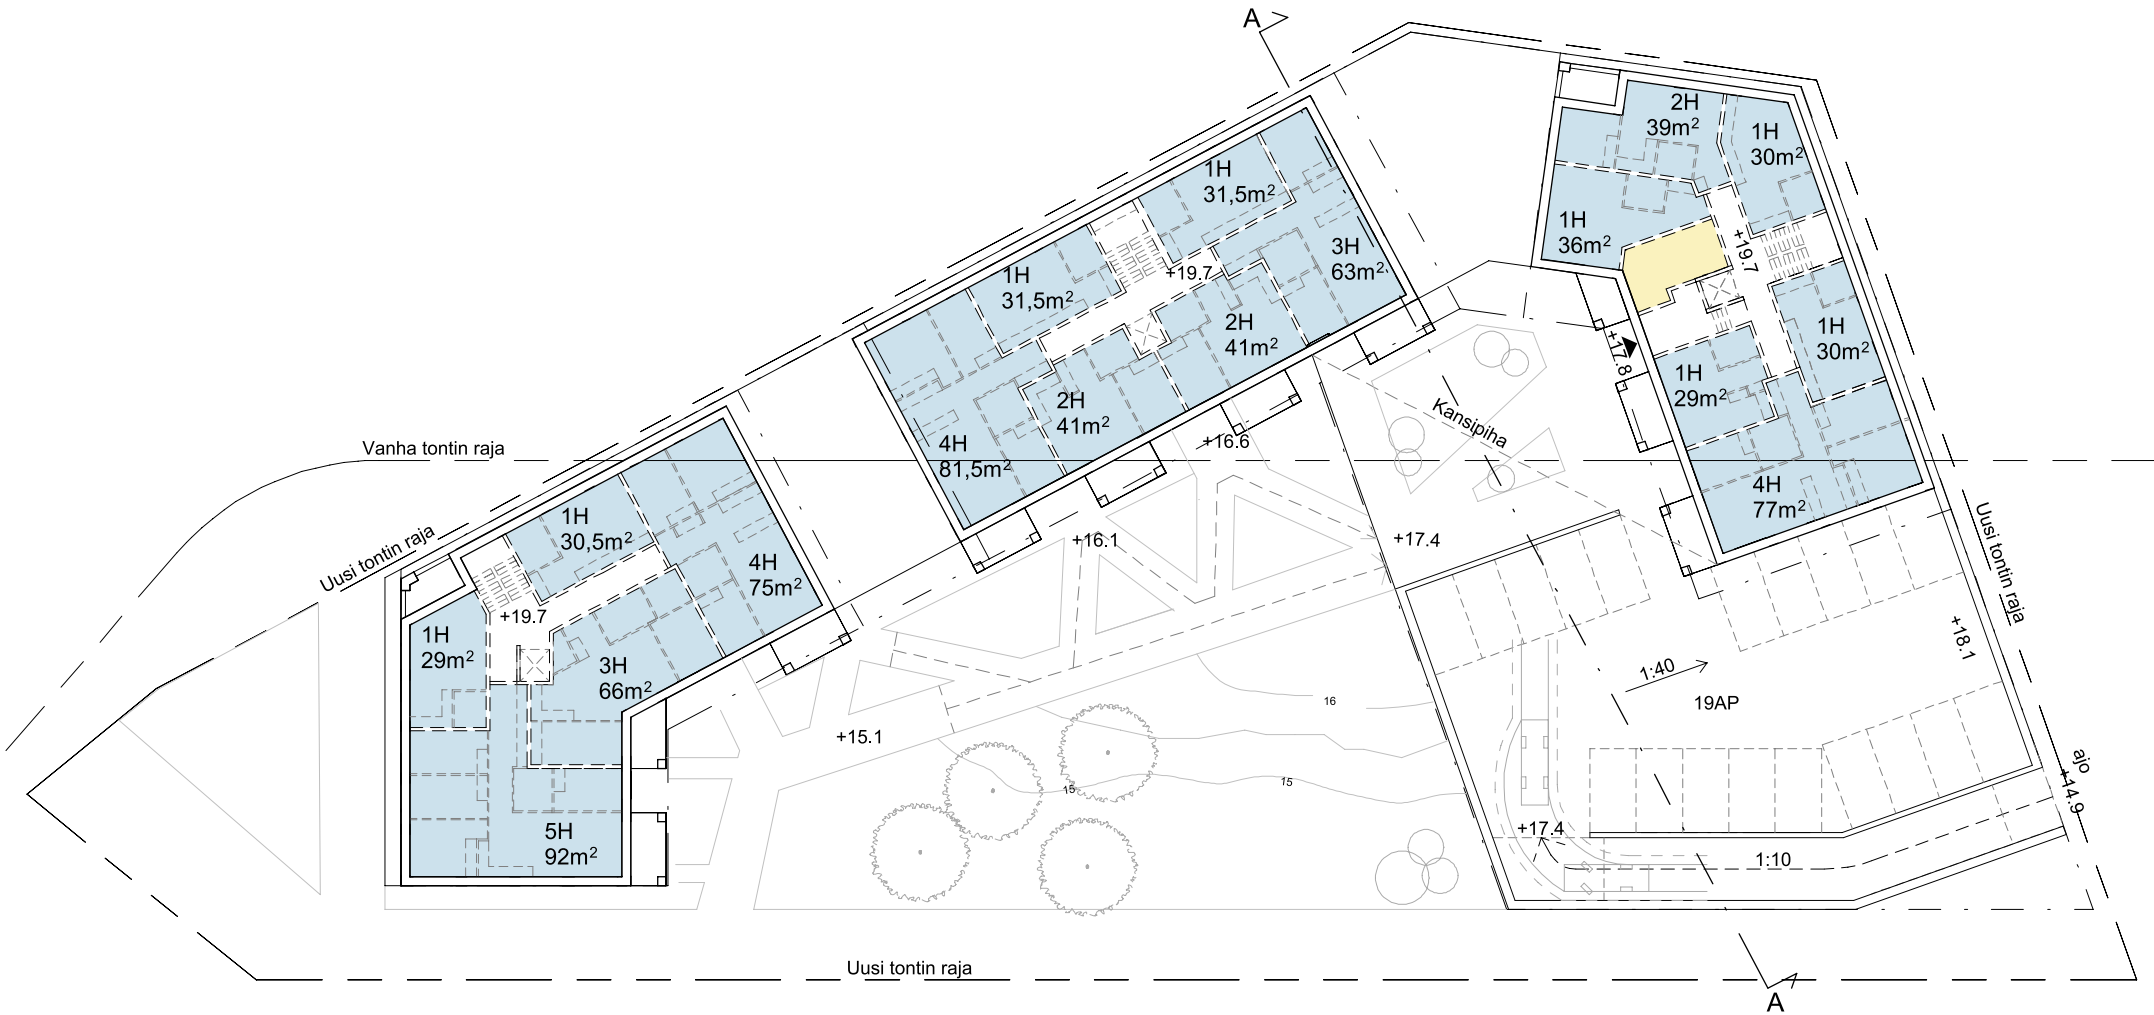 A
2H
39m²
1H
30m²
1H
31,5m²
1H
36m²
+19.7
3H
63m²
+19.7
1H
31,5m²
2H
41m²
1H
30m²
+17.8
1H
29m²
2H
41m²
Kansipiha
+16.6
4H
81,5m²
Vanha tontin raja
4H
77m²
1H
30,5m²
Uusi tontin raja
+16.1
+17.4
Uusi tontin raja
4H
75m²
+19.7
1H
29m²
3H
66m²
+18.1
1:40
19AP
16
+15.1
15
15
ajo
+14.9
5H
92m²
+17.4
1:10
Uusi tontin raja
A